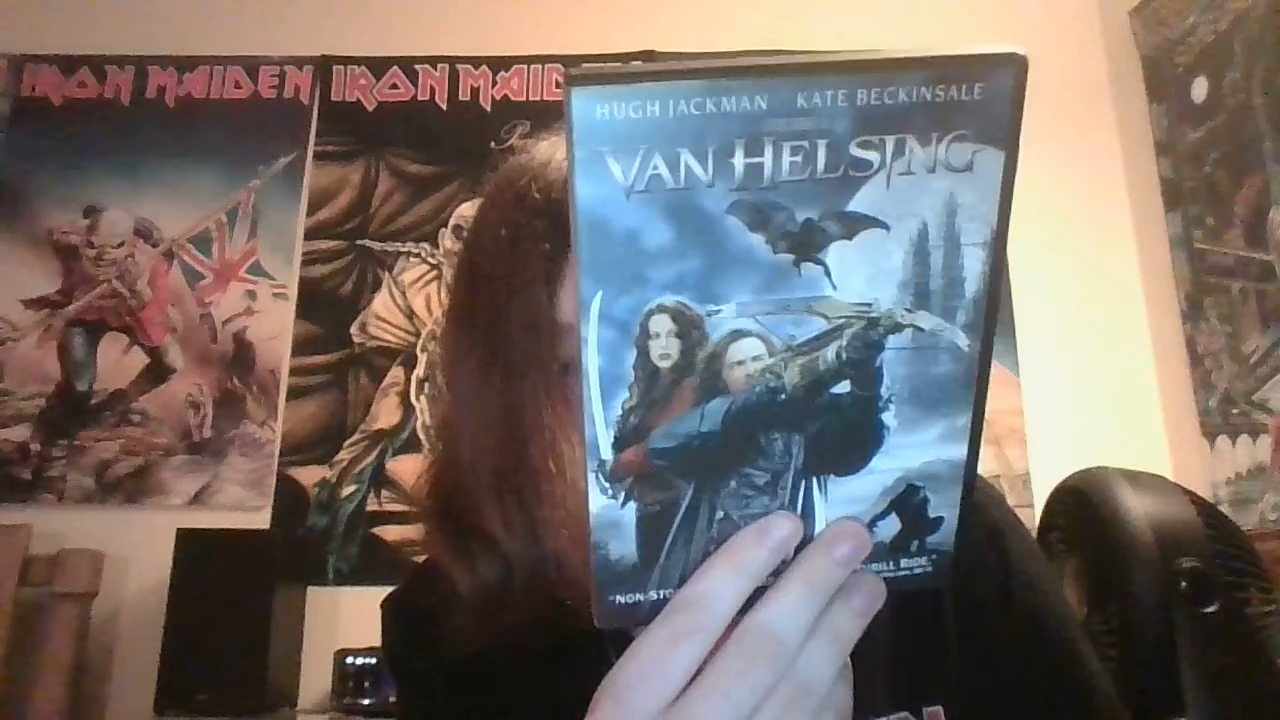 IRON MAIDEN
IRON MAID
HUGH JACKMAN KATE BECKINSALE
VAN HELSING
"NON-STO
RILL RIDE."